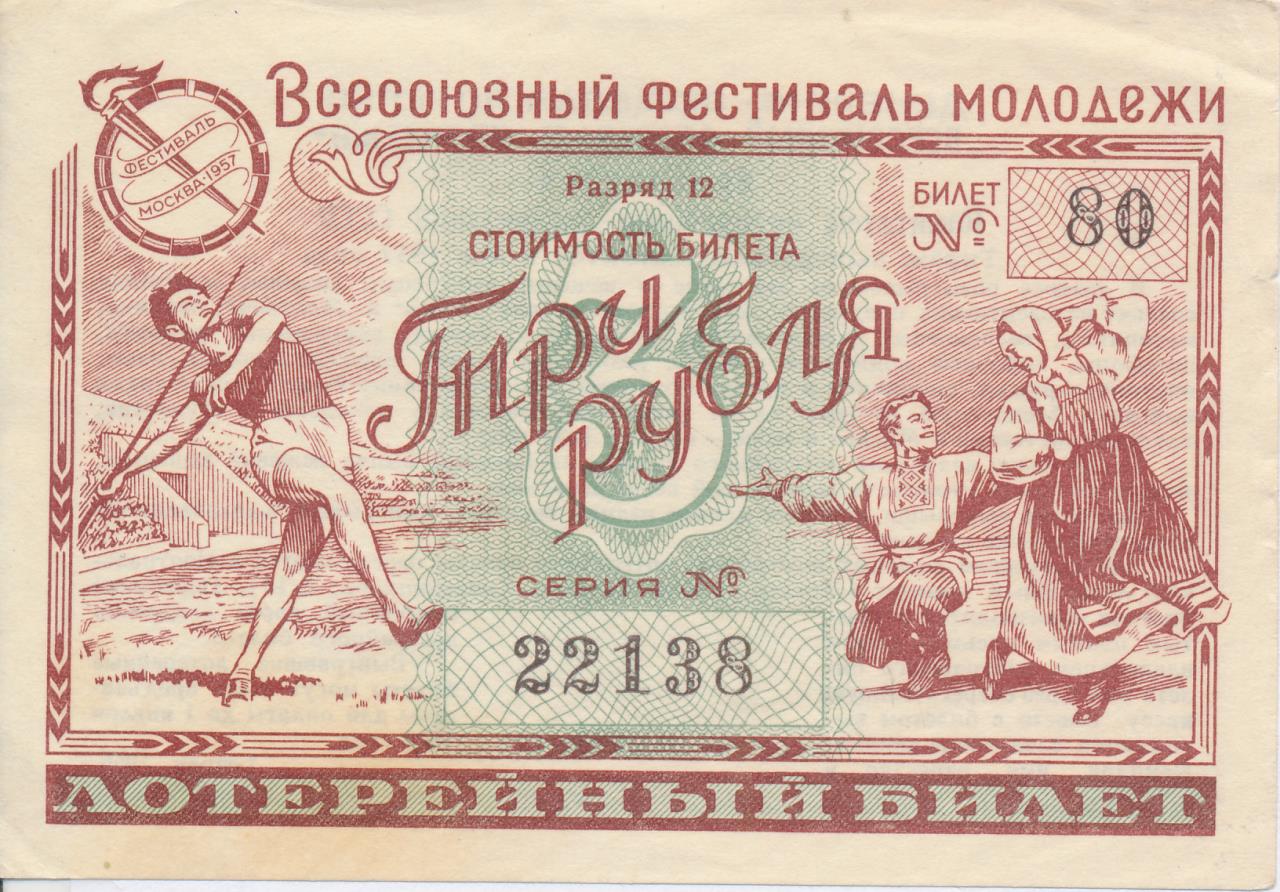 Всесоюзный фестиваль молодежи
ФЕСТИВАЛЬ
МОСКВА·1957
Разряд 12
БИЛЕТ
№
80
СТОИМОСТЬ БИЛЕТА
3
Три
рубля
СЕРИЯ №
22138
ЛОТЕРЕЙНЫЙ БИЛЕТ